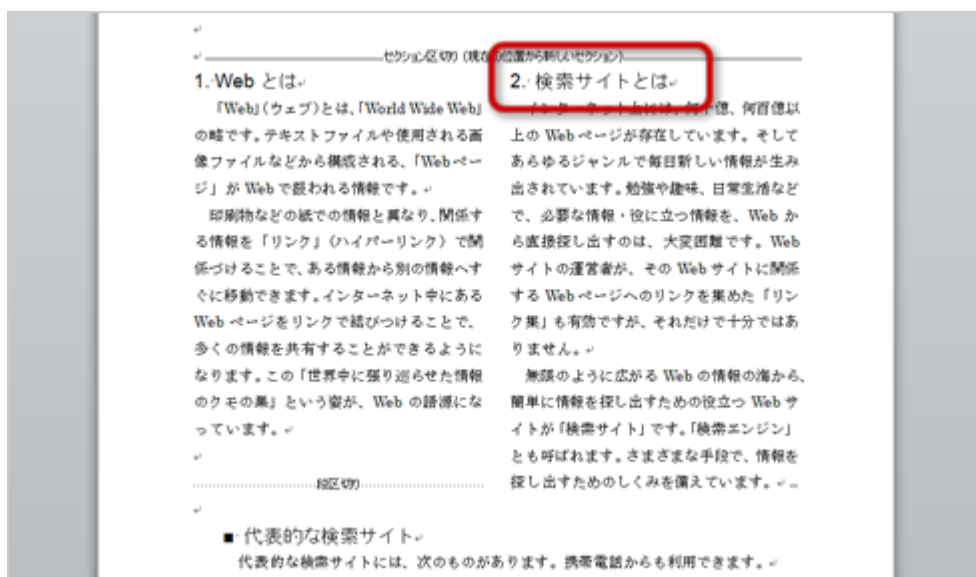 セクション区切り (現在の位置から新しいセクション)
1. Web とは
「Web」（ウェブ）とは、「World Wide Web」
の略です。テキストファイルや使用される画
像ファイルなどから構成される、「Web ペー
ジ」が Web で扱われる情報です。
印刷物などの紙での情報と異なり、関係す
る情報を「リンク」（ハイパーリンク）で関
係づけることで、ある情報から別の情報へす
ぐに移動できます。インターネット中にある
Web ページをリンクで結びつけることで、
多くの情報を共有することができるように
なります。この「世界中に張り巡らせた情報
のクモの巣」という姿が、Web の語源にな
っています。
段区切り
2. 検索サイトとは
インターネット上には、何十億、何百億以
上の Web ページが存在しています。そして
あらゆるジャンルで毎日新しい情報が生み
出されています。勉強や趣味、日常生活など
で、必要な情報・役に立つ情報を、Web か
ら直接探し出すのは、大変困難です。Web
サイトの運営者が、その Web サイトに関係
する Web ページへのリンクを集めた「リン
ク集」も有効ですが、それだけで十分ではあ
りません。
無限のように広がる Web の情報の海から、
簡単に情報を探し出すための役立つ Web サ
イトが「検索サイト」です。「検索エンジン」
とも呼ばれます。さまざまな手段で、情報を
探し出すためのしくみを備えています。
■ 代表的な検索サイト
代表的な検索サイトには、次のものがあります。携帯電話からも利用できます。